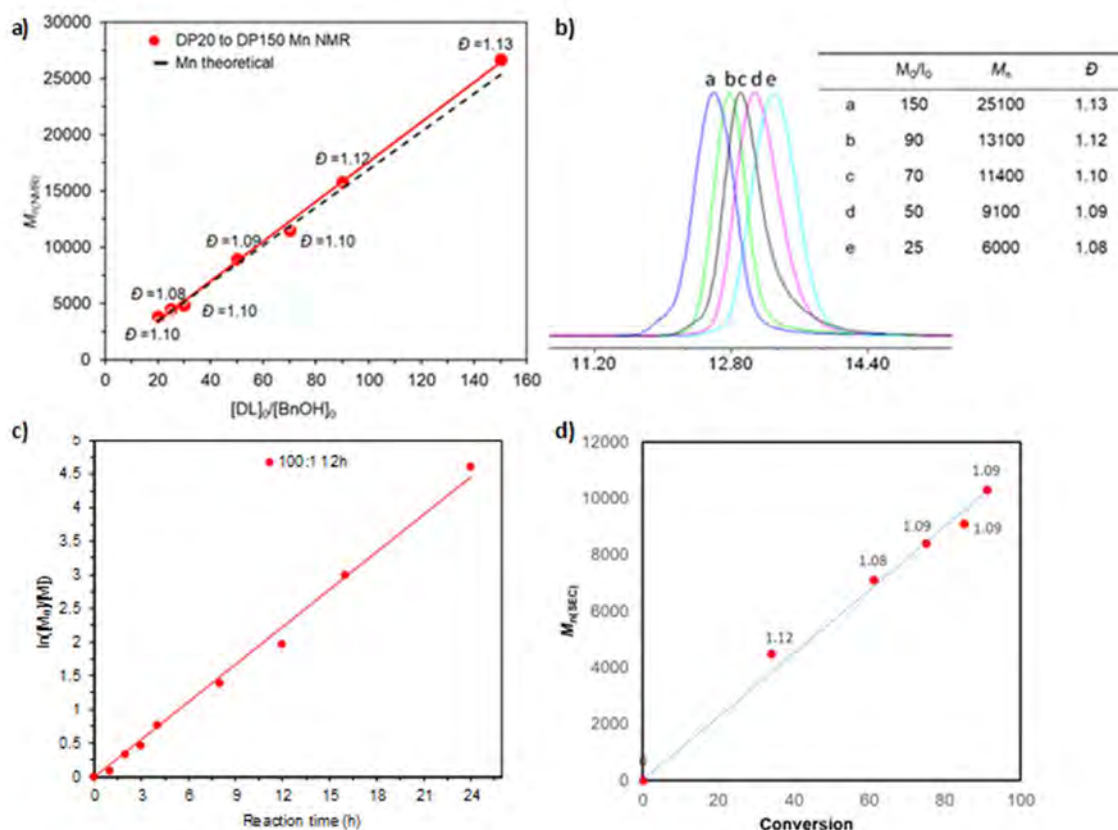 a)
30000
25000
20000
15000
10000
5000
0
DP20 to DP150 Mn NMR
Mn theoretical
Đ =1.13
Đ =1.12
Đ =1.09
Đ =1.10
Đ =1.08
Đ =1.10
Đ =1.10
Mn(NMR)
0 20 40 60 80 100 120 140 160
[DL]0/[BnOH]0
b)
a b c d e
11.20 12.80 14.40
M0/I0 Mn Đ
a 150 25100 1.13
b 90 13100 1.12
c 70 11400 1.10
d 50 9100 1.09
e 25 6000 1.08
c)
5
4.5
4
3.5
3
2.5
2
1.5
1
0.5
0
100:1 12h
ln([M0]/[M])
0 3 6 9 12 15 18 21 24
Reaction time (h)
d)
12000
10000
8000
6000
4000
2000
0
1.09
1.09
1.09
1.08
1.12
Mn(SEC)
0 20 40 60 80 100
Conversion